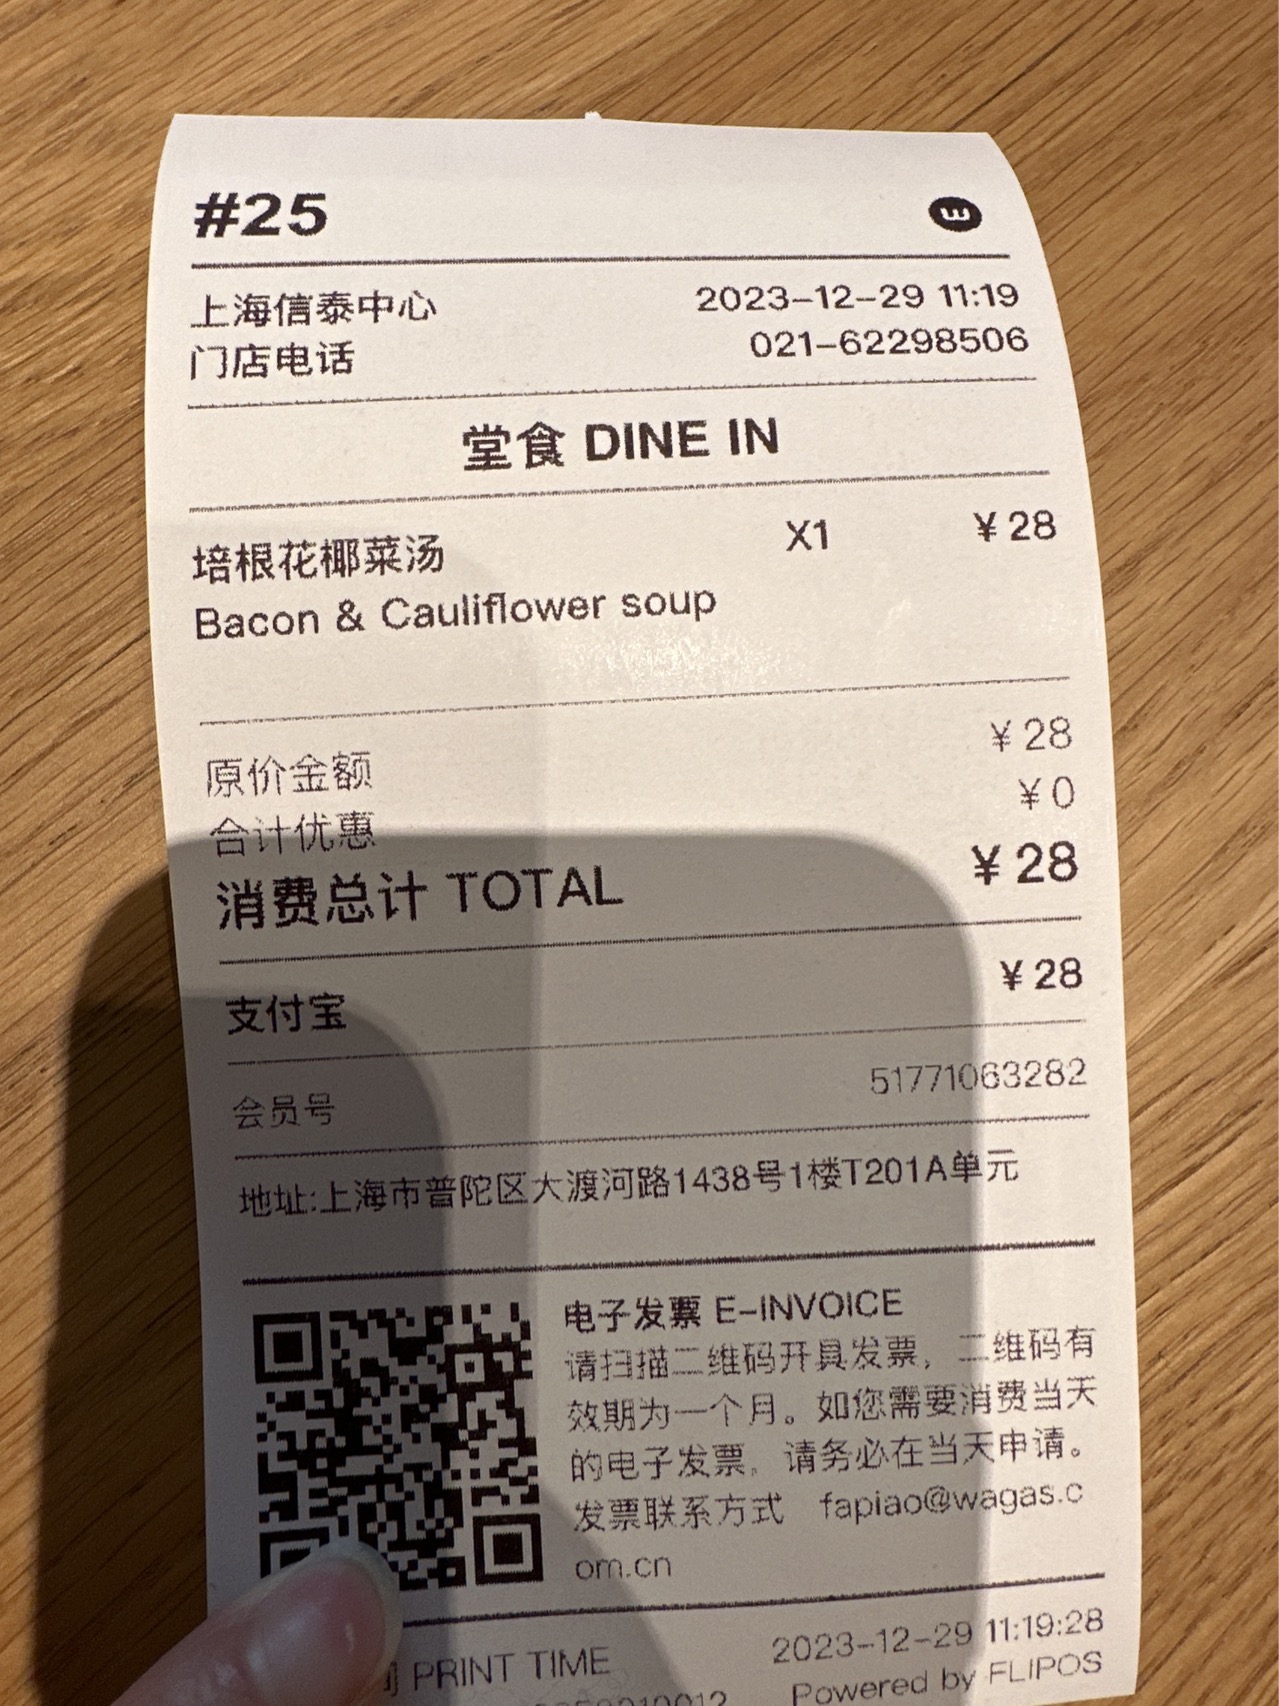 #25
上海信泰中心 2023-12-29 11:19
门店电话 021-62298506
堂食 DINE IN
培根花椰菜汤 X1 ¥28
Bacon & Cauliflower soup
原价金额 ¥28
合计优惠 ¥0
消费总计 TOTAL ¥28
支付宝 ¥28
会员号 51771063282
地址:上海市普陀区大渡河路1438号1楼T201A单元
电子发票 E-INVOICE
请扫描二维码开具发票，二维码有
效期为一个月。如您需要消费当天
的电子发票，请务必在当天申请。
发票联系方式 fapiao@wagas.c
om.cn
PRINT TIME 2023-12-29 11:19:28
Powered by FLIPOS